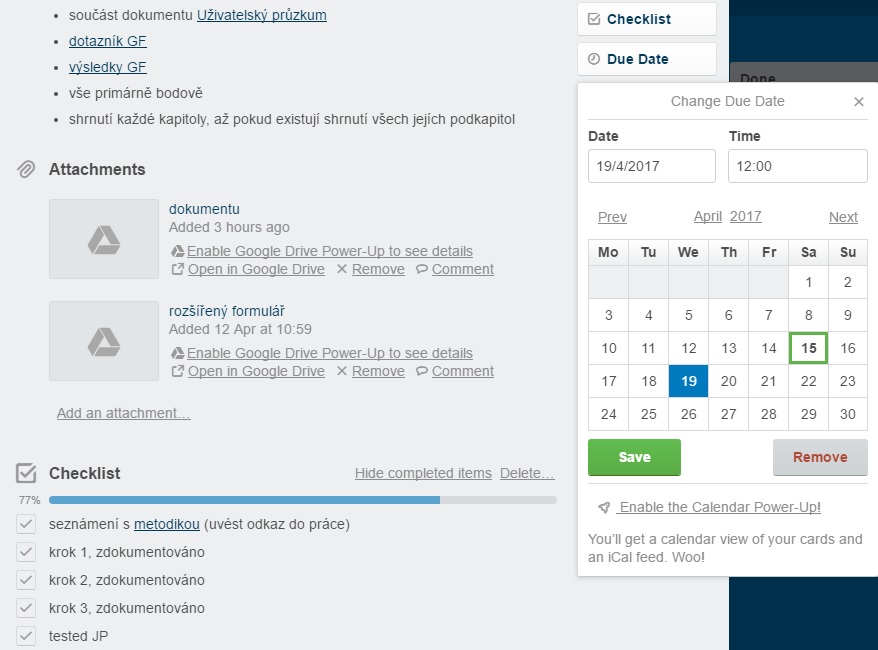 součást dokumentu Uživatelský průzkum
dotazník GF
výsledky GF
vše primárně bodově
shrnutí každé kapitoly, až pokud existují shrnutí všech jejích podkapitol
Attachments
dokumentu
Added 3 hours ago
Enable Google Drive Power-Up to see details
Open in Google Drive Remove Comment
rozšířený formulář
Added 12 Apr at 10:59
Enable Google Drive Power-Up to see details
Open in Google Drive Remove Comment
Add an attachment…
Checklist Hide completed items Delete…
77%
seznámení s metodikou (uvést odkaz do práce)
krok 1, zdokumentováno
krok 2, zdokumentováno
krok 3, zdokumentováno
tested JP
Checklist
Due Date
Done
Change Due Date
Date Time
19/4/2017 12:00
Prev April 2017 Next
Mo Tu We Th Fr Sa Su
1 2
3 4 5 6 7 8 9
10 11 12 13 14 15 16
17 18 19 20 21 22 23
24 25 26 27 28 29 30
Save Remove
Enable the Calendar Power-Up!
You’ll get a calendar view of your cards and
an iCal feed. Woo!